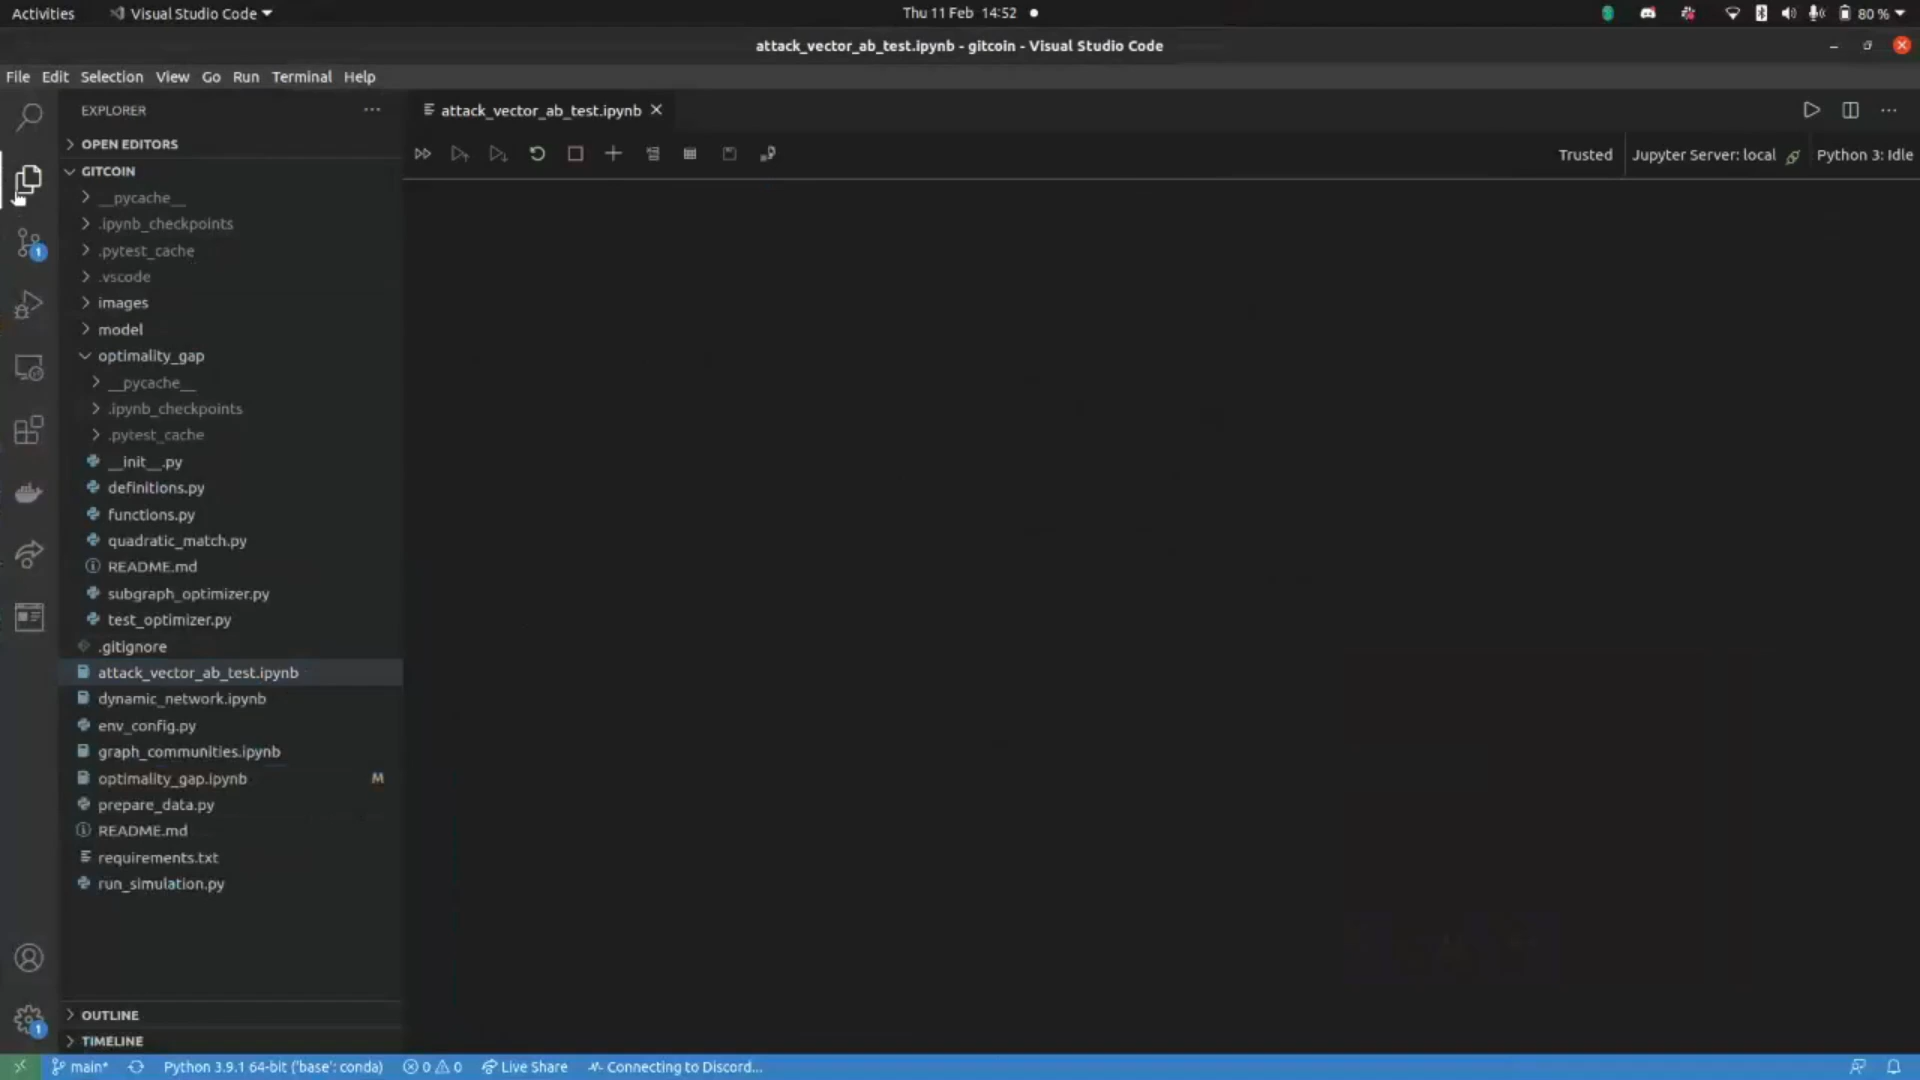 Activities
Visual Studio Code
Thu 11 Feb 14:52
80 %
attack_vector_ab_test.ipynb - gitcoin - Visual Studio Code
File Edit Selection View Go Run Terminal Help
EXPLORER
attack_vector_ab_test.ipynb
OPEN EDITORS
Trusted
Jupyter Server: local
Python 3: Idle
GITCOIN
__pycache__
.ipynb_checkpoints
.pytest_cache
.vscode
images
model
optimality_gap
__pycache__
.ipynb_checkpoints
.pytest_cache
__init__.py
definitions.py
functions.py
quadratic_match.py
README.md
subgraph_optimizer.py
test_optimizer.py
.gitignore
attack_vector_ab_test.ipynb
dynamic_network.ipynb
env_config.py
graph_communities.ipynb
optimality_gap.ipynb M
prepare_data.py
README.md
requirements.txt
run_simulation.py
1
1
OUTLINE
TIMELINE
main* Python 3.9.1 64-bit ('base': conda) 0 0 Live Share Connecting to Discord...